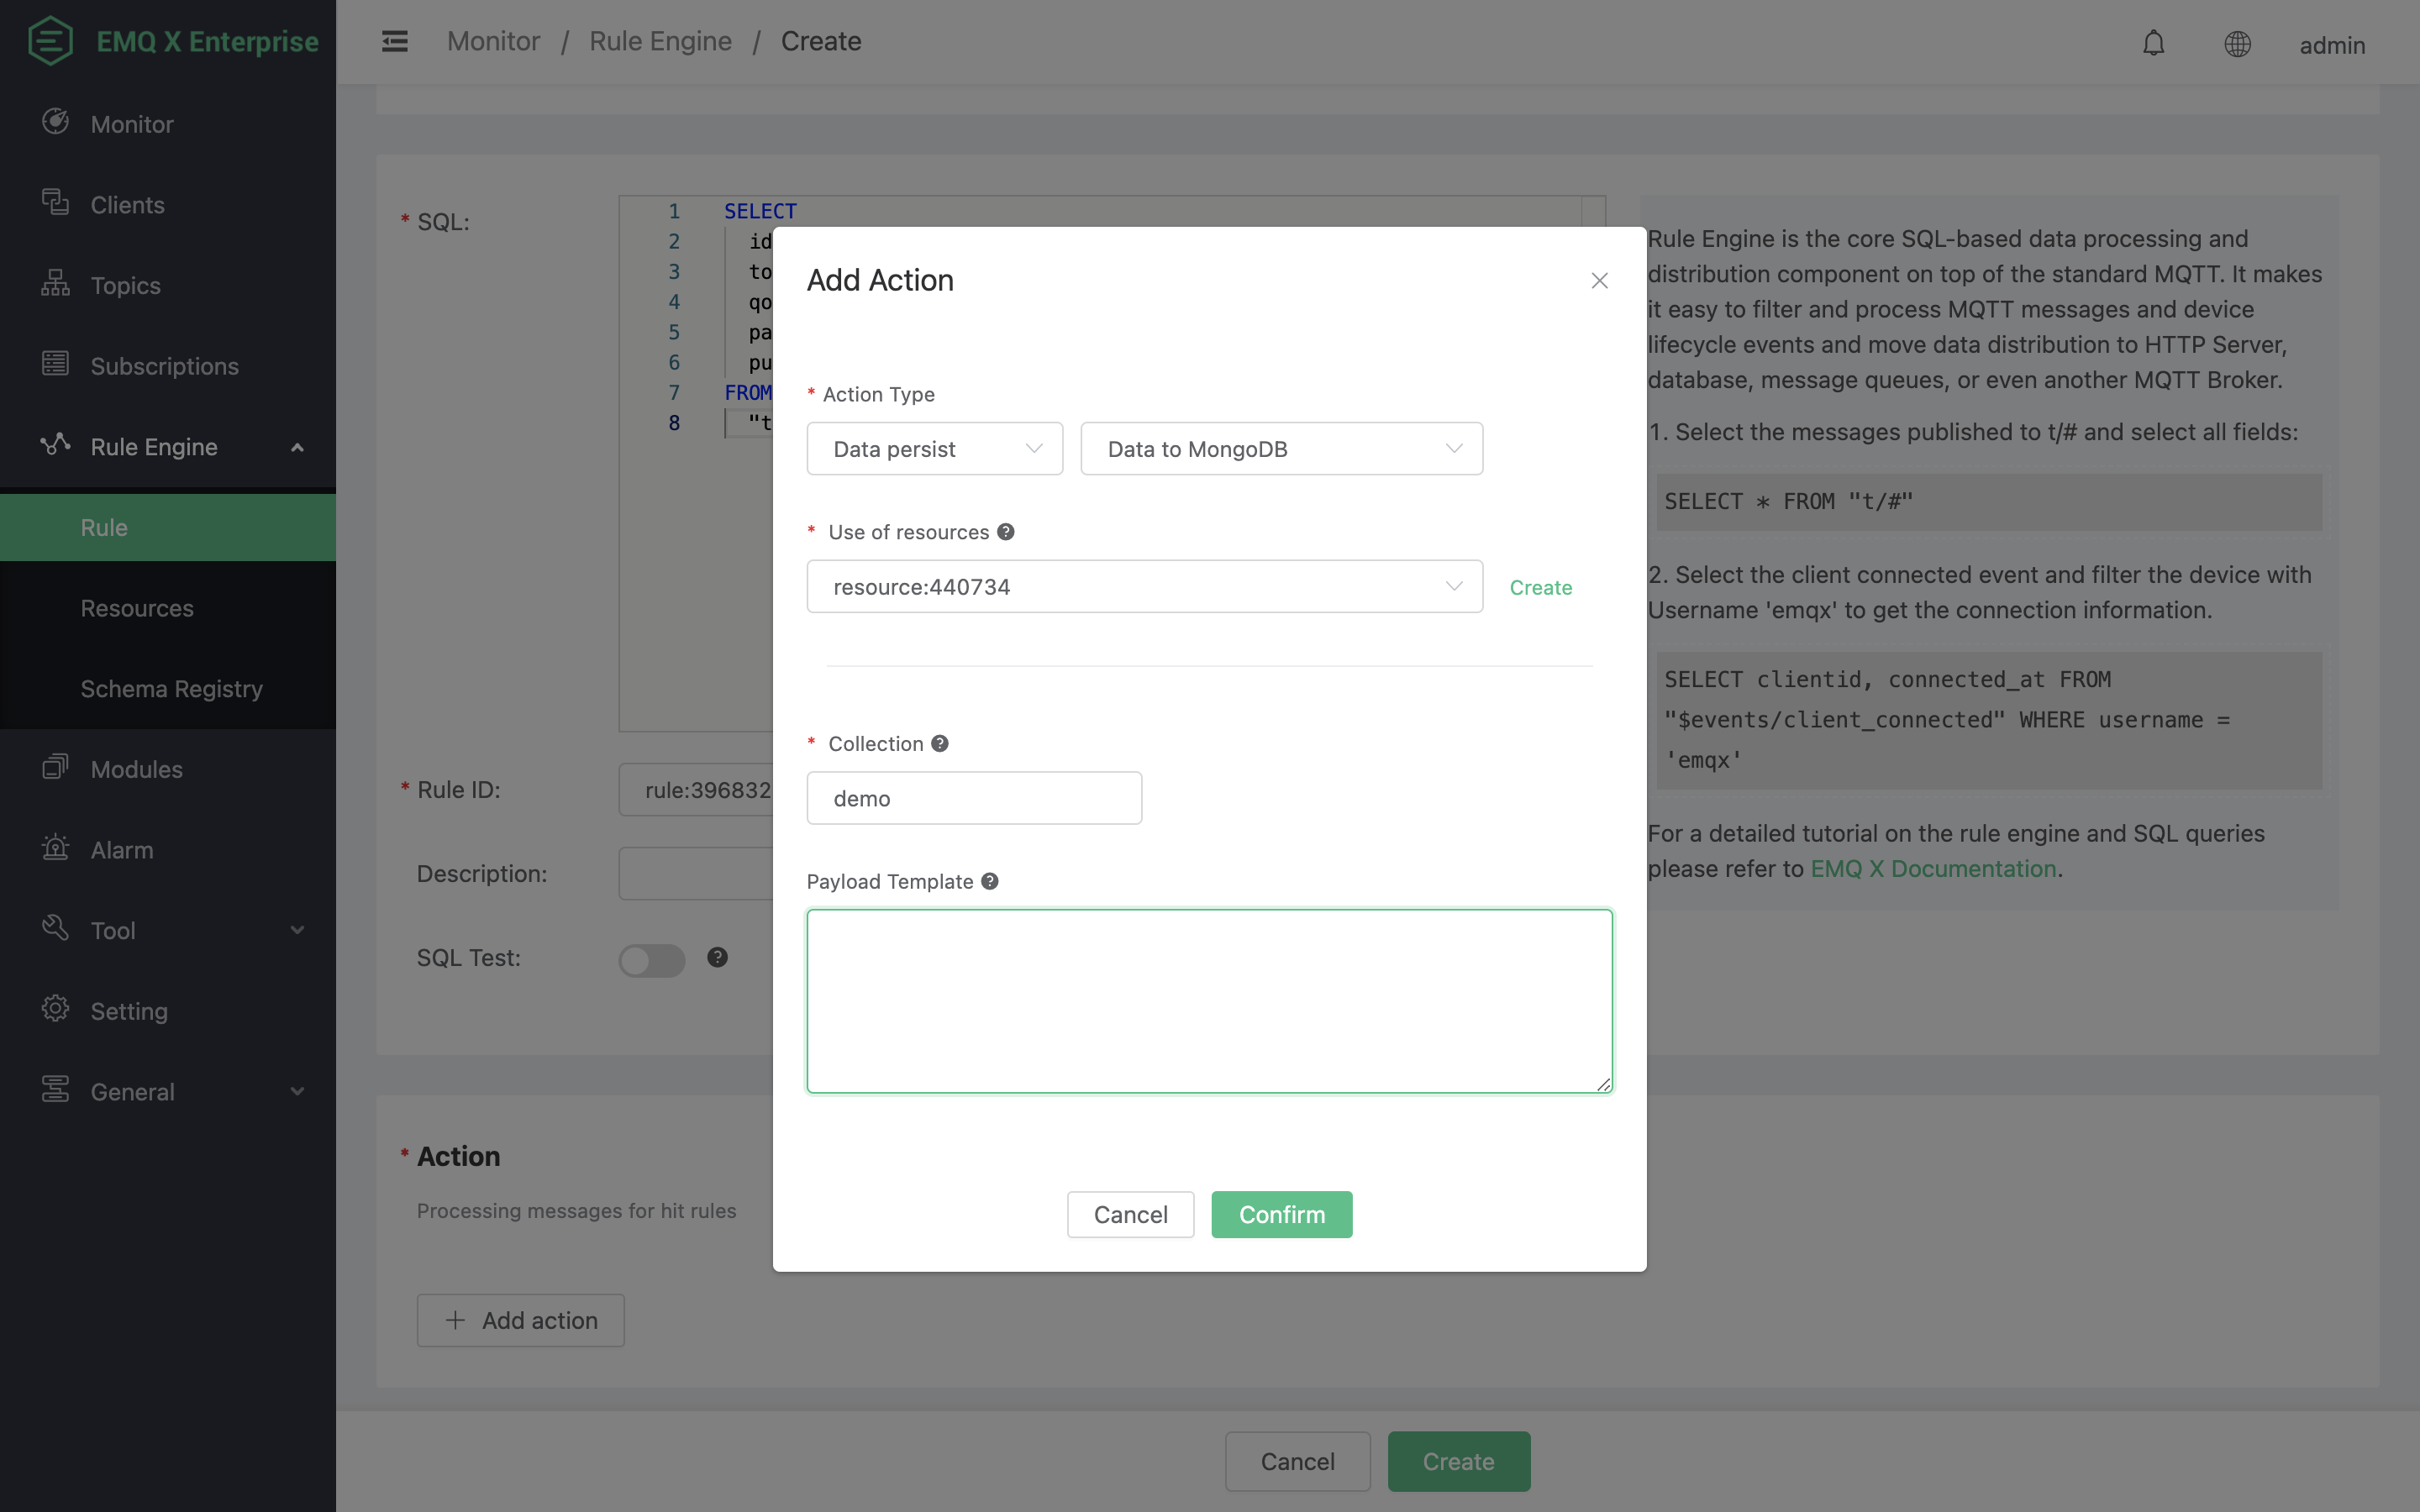 EMQ X Enterprise
Monitor / Rule Engine / Create
admin
Monitor
Clients
Topics
Subscriptions
Rule Engine
Rule
Resources
Schema Registry
Modules
Alarm
Tool
Setting
General
* SQL:
1 SELECT
2 id
3 to
4 qo
5 pa
6 pu
7 FROM
8 "t
* Rule ID:
rule:396832
Description:
SQL Test:
* Action
Processing messages for hit rules
+ Add action
Cancel
Create
Add Action
* Action Type
Data persist
Data to MongoDB
* Use of resources
resource:440734
Create
* Collection
demo
Payload Template
Cancel
Confirm
Rule Engine is the core SQL-based data processing and
distribution component on top of the standard MQTT. It makes
it easy to filter and process MQTT messages and device
lifecycle events and move data distribution to HTTP Server,
database, message queues, or even another MQTT Broker.
1. Select the messages published to t/# and select all fields:
SELECT * FROM "t/#"
2. Select the client connected event and filter the device with
Username 'emqx' to get the connection information.
SELECT clientid, connected_at FROM
"$events/client_connected" WHERE username =
'emqx'
For a detailed tutorial on the rule engine and SQL queries
please refer to EMQ X Documentation.